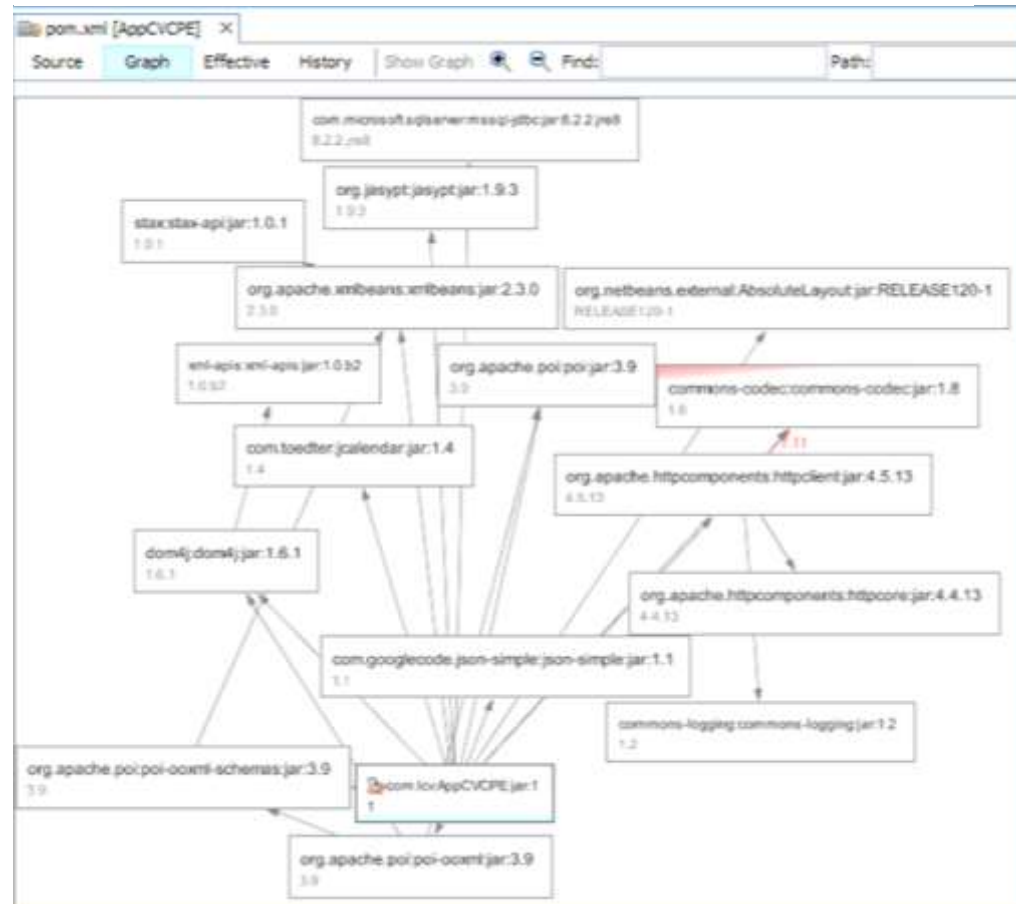 pom.xml [AppCVCPE] ×
Source Graph Effective History Show Graph Find: Path:
com.microsoft.sqlserver:mssql-jdbc:jar:8.2.2.jre8
8.2.2.jre8
org.jasypt:jasypt:jar:1.9.3
1.9.3
stax:stax-api:jar:1.0.1
1.0.1
org.apache.xmlbeans:xmlbeans:jar:2.3.0
2.3.0
org.netbeans.external:AbsoluteLayout:jar:RELEASE120-1
RELEASE120-1
xml-apis:xml-apis:jar:1.0.b2
1.0.b2
org.apache.poi:poi:jar:3.9
3.9
commons-codec:commons-codec:jar:1.8
1.8
com.toedter:jcalendar:jar:1.4
1.4
1.11
org.apache.httpcomponents:httpclient:jar:4.5.13
4.5.13
dom4j:dom4j:jar:1.6.1
1.6.1
org.apache.httpcomponents:httpcore:jar:4.4.13
4.4.13
com.googlecode.json-simple:json-simple:jar:1.1
1.1
commons-logging:commons-logging:jar:1.2
1.2
org.apache.poi:poi-ooxml-schemas:jar:3.9
3.9
com.lcv:AppCVCPE:jar:1
1
org.apache.poi:poi-ooxml:jar:3.9
3.9